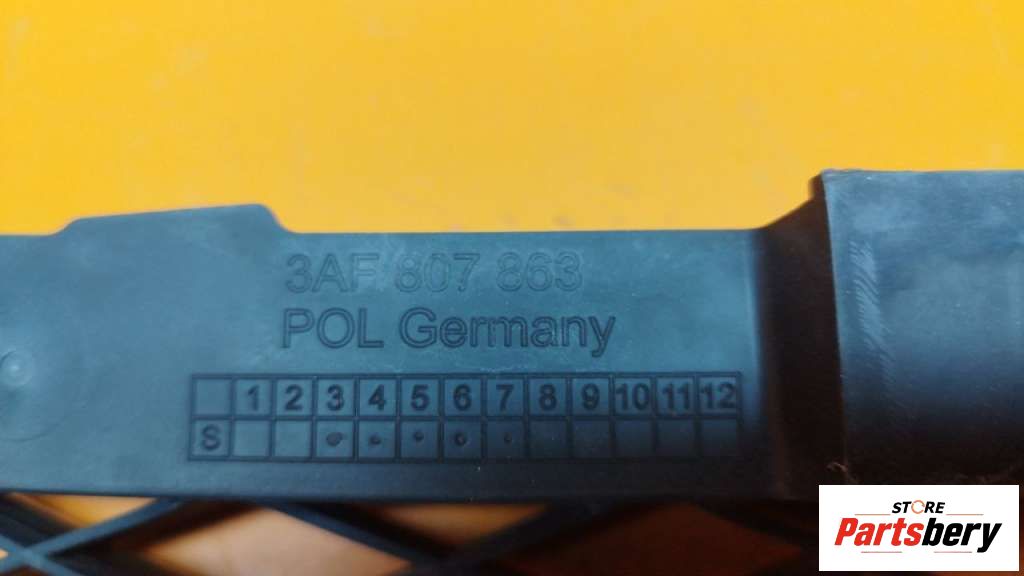 3AF 807 863
POL Germany
1 2 3 4 5 6 7 8 9 10 11 12
S
STORE
Partsbery